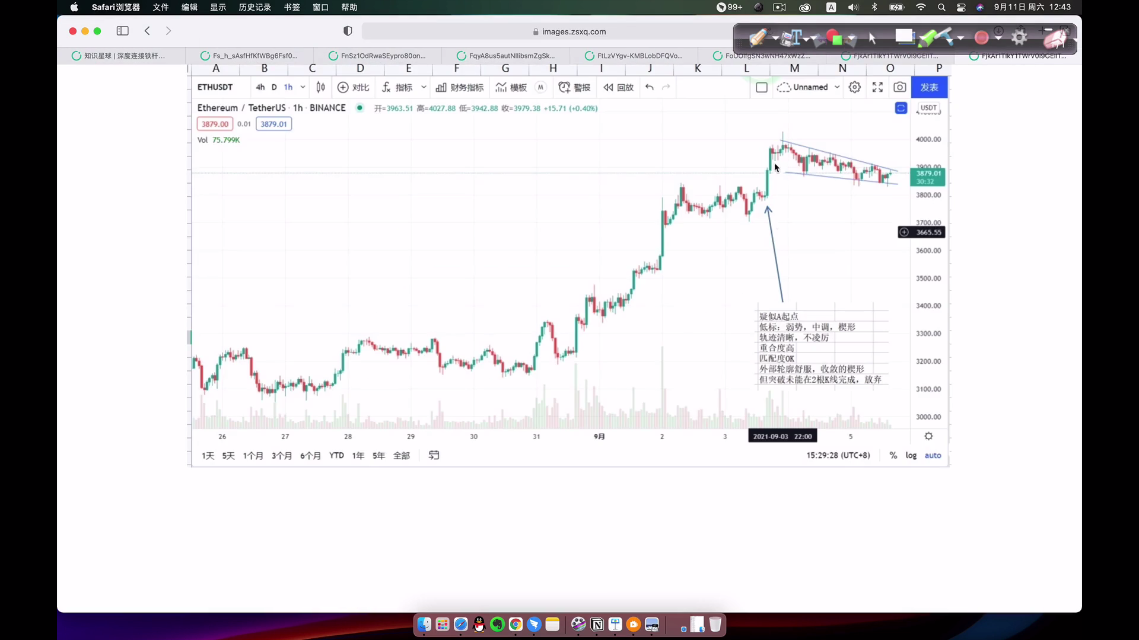 Safari浏览器 文件 编辑 显示 历史记录 书签 窗口 帮助
99+ A 9月11日 周六 12:43
images.zsxq.com
知识星球 | 深度连接铁杆…
A B C D E F G H I J K L M N O P
ETHUSDT 4h D 1h 对比 指标 财务指标 模板 警报 回放 Unnamed 发表
Ethereum / TetherUS · 1h · BINANCE 开=3963.51 高=4027.88 低=3942.88 收=3979.38 +15.71 (+0.40%) USDT
3879.00 0.01 3879.01
Vol 75.799K
4000.00
3879.01
30:32
3800.00
3700.00
3665.55
3600.00
3500.00
3400.00
3300.00
3200.00
3100.00
3000.00
疑似A起点
低标：弱势，中调，楔形
轨迹清晰，不凌厉
重合度高
匹配度OK
外部轮廓舒服，收敛的楔形
但突破未能在2根K线完成，放弃
26 27 28 29 30 31 9月 2 3 2021-09-03 22:00 5
1天 5天 1个月 3个月 6个月 YTD 1年 5年 全部 15:29:28 (UTC+8) % log auto